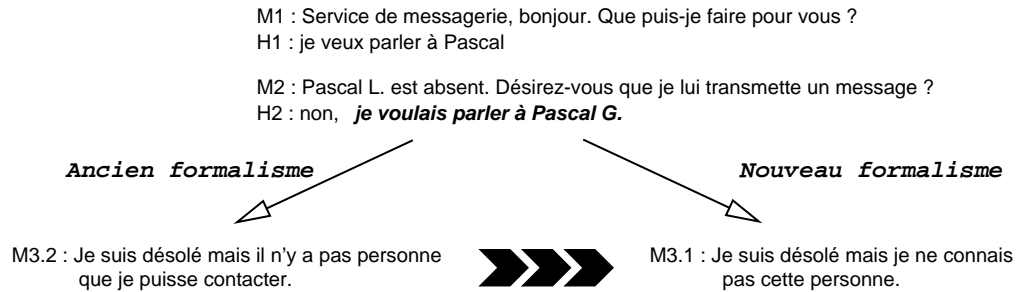 M1 : Service de messagerie, bonjour. Que puis-je faire pour vous ?
H1 : je veux parler à Pascal
M2 : Pascal L. est absent. Désirez-vous que je lui transmette un message ?
H2 : non, je voulais parler à Pascal G.
Ancien formalisme
Nouveau formalisme
M3.2 : Je suis désolé mais il n'y a pas personne
que je puisse contacter.
M3.1 : Je suis désolé mais je ne connais
pas cette personne.